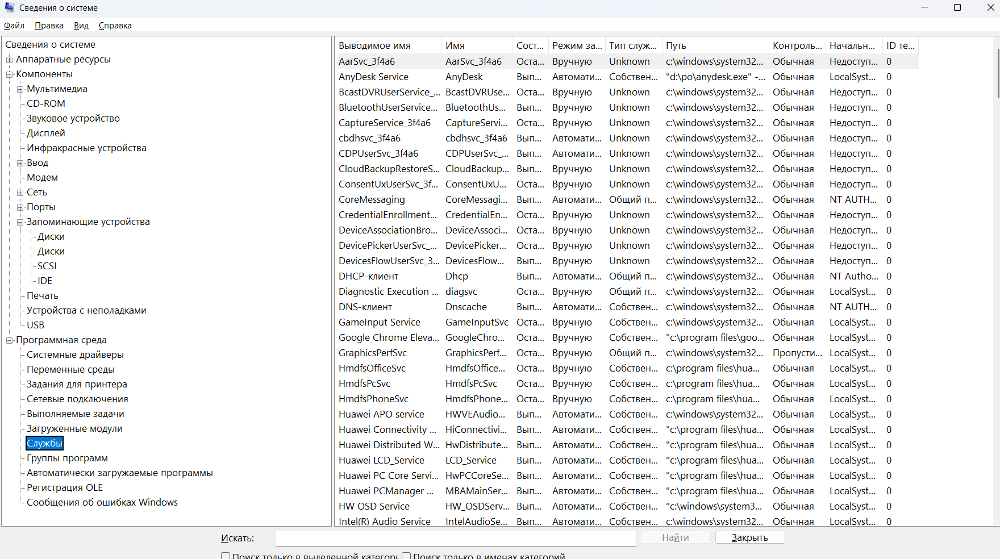 Сведения о системе
Файл Правка Вид Справка
Сведения о системе
Аппаратные ресурсы
Компоненты
Мультимедиа
CD-ROM
Звуковое устройство
Дисплей
Инфракрасные устройства
Ввод
Модем
Сеть
Порты
Запоминающие устройства
Диски
Диски
SCSI
IDE
Печать
Устройства с неполадками
USB
Программная среда
Системные драйверы
Переменные среды
Задания для принтера
Сетевые подключения
Выполняемые задачи
Загруженные модули
Службы
Группы программ
Автоматически загружаемые программы
Регистрация OLE
Сообщения об ошибках Windows
Выводимое имя Имя Сост... Режим за... Тип служ... Путь Контроль... Начальн... ID те...
AarSvc_3f4a6 AarSvc_3f4a6 Оста... Вручную Unknown c:\windows\system32... Обычная Недоступ... 0
AnyDesk Service AnyDesk Вып... Автомати... Собствен... "d:\po\anydesk.exe" -... Обычная LocalSyst... 0
BcastDVRUserService_... BcastDVRUse... Оста... Вручную Unknown c:\windows\system32... Обычная Недоступ... 0
BluetoothUserService... BluetoothUs... Вып... Вручную Unknown c:\windows\system32... Обычная Недоступ... 0
CaptureService_3f4a6 CaptureServi... Оста... Вручную Unknown c:\windows\system32... Обычная Недоступ... 0
cbdhsvc_3f4a6 cbdhsvc_3f4a6 Вып... Автомати... Unknown c:\windows\system32... Обычная Недоступ... 0
CDPUserSvc_3f4a6 CDPUserSvc_... Вып... Автомати... Unknown c:\windows\system32... Обычная Недоступ... 0
CloudBackupRestoreS... CloudBackup... Вып... Вручную Unknown c:\windows\system32... Обычная Недоступ... 0
ConsentUxUserSvc_3f... ConsentUxU... Оста... Вручную Unknown c:\windows\system32... Обычная Недоступ... 0
CoreMessaging CoreMessagi... Вып... Автомати... Общий п... c:\windows\system32... Обычная NT AUTH... 0
CredentialEnrollment... CredentialEn... Оста... Вручную Unknown c:\windows\system32... Обычная Недоступ... 0
DeviceAssociationBro... DeviceAssoci... Оста... Вручную Unknown c:\windows\system32... Обычная Недоступ... 0
DevicePickerUserSvc_... DevicePicker... Оста... Вручную Unknown c:\windows\system32... Обычная Недоступ... 0
DevicesFlowUserSvc_3... DevicesFlow... Вып... Вручную Unknown c:\windows\system32... Обычная Недоступ... 0
DHCP-клиент Dhcp Вып... Автомати... Общий п... c:\windows\system32... Обычная NT Autho... 0
Diagnostic Execution ... diagsvc Оста... Вручную Общий п... c:\windows\system32... Обычная LocalSyst... 0
DNS-клиент Dnscache Вып... Автомати... Собствен... c:\windows\system32... Обычная NT AUTH... 0
GameInput Service GameInputSvc Оста... Вручную Собствен... c:\windows\system32... Обычная LocalSyst... 0
Google Chrome Eleva... GoogleChro... Оста... Вручную Собствен... "c:\program files\goo... Обычная LocalSyst... 0
GraphicsPerfSvc GraphicsPerf... Оста... Вручную Общий п... c:\windows\system32... Пропусти... LocalSyst... 0
HmdfsOfficeSvc HmdfsOffice... Оста... Вручную Собствен... c:\program files\hua... Обычная LocalSyst... 0
HmdfsPcSvc HmdfsPcSvc Оста... Вручную Собствен... c:\program files\hua... Обычная LocalSyst... 0
HmdfsPhoneSvc HmdfsPhone... Оста... Вручную Собствен... c:\program files\hua... Обычная LocalSyst... 0
Huawei APO service HWVEAudio... Вып... Автомати... Собствен... c:\windows\system32... Обычная LocalSyst... 0
Huawei Connectivity ... HiConnectivi... Вып... Автомати... Собствен... "c:\program files\hua... Обычная LocalSyst... 0
Huawei Distributed W... HwDistribute... Вып... Автомати... Собствен... "c:\program files\hua... Обычная LocalSyst... 0
Huawei LCD_Service LCD_Service Вып... Автомати... Собствен... "c:\program files\hua... Обычная LocalSyst... 0
Huawei PC Core Servi... HwPCCoreSe... Вып... Автомати... Собствен... "c:\program files\hua... Обычная LocalSyst... 0
Huawei PCManager ... MBAMainSer... Вып... Автомати... Собствен... "c:\program files\hua... Обычная LocalSyst... 0
HW OSD Service HW_OSDServ... Вып... Автомати... Собствен... "c:\windows\system3... Обычная LocalSyst... 0
Intel(R) Audio Service IntelAudioSe... Вып... Автомати... Собствен... c:\windows\system32... Обычная LocalSyst... 0
Искать: Найти Закрыть
Поиск только в выделенной категори Поиск только в именах категорий